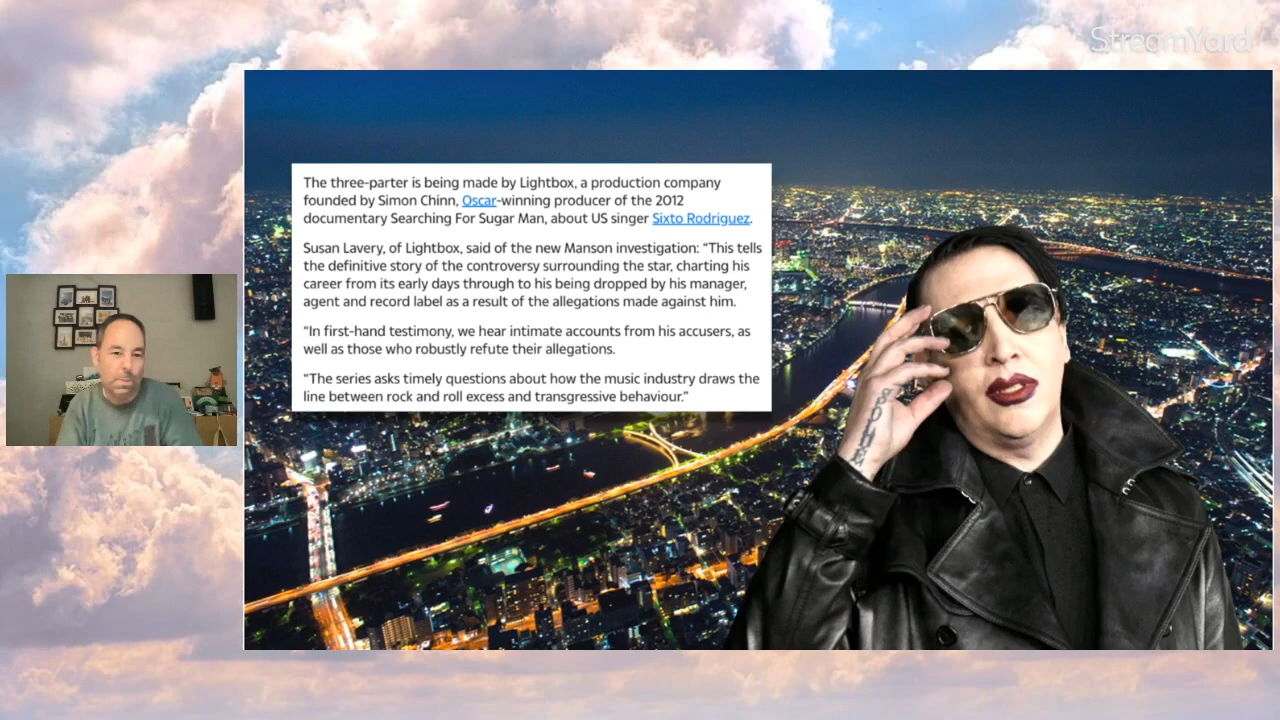 StreamYard
The three-parter is being made by Lightbox, a production company
founded by Simon Chinn, Oscar-winning producer of the 2012
documentary Searching For Sugar Man, about US singer Sixto Rodriguez.
Susan Lavery, of Lightbox, said of the new Manson investigation: “This tells
the definitive story of the controversy surrounding the star, charting his
career from its early days through to his being dropped by his manager,
agent and record label as a result of the allegations made against him.
“In first-hand testimony, we hear intimate accounts from his accusers, as
well as those who robustly refute their allegations.
“The series asks timely questions about how the music industry draws the
line between rock and roll excess and transgressive behaviour.”